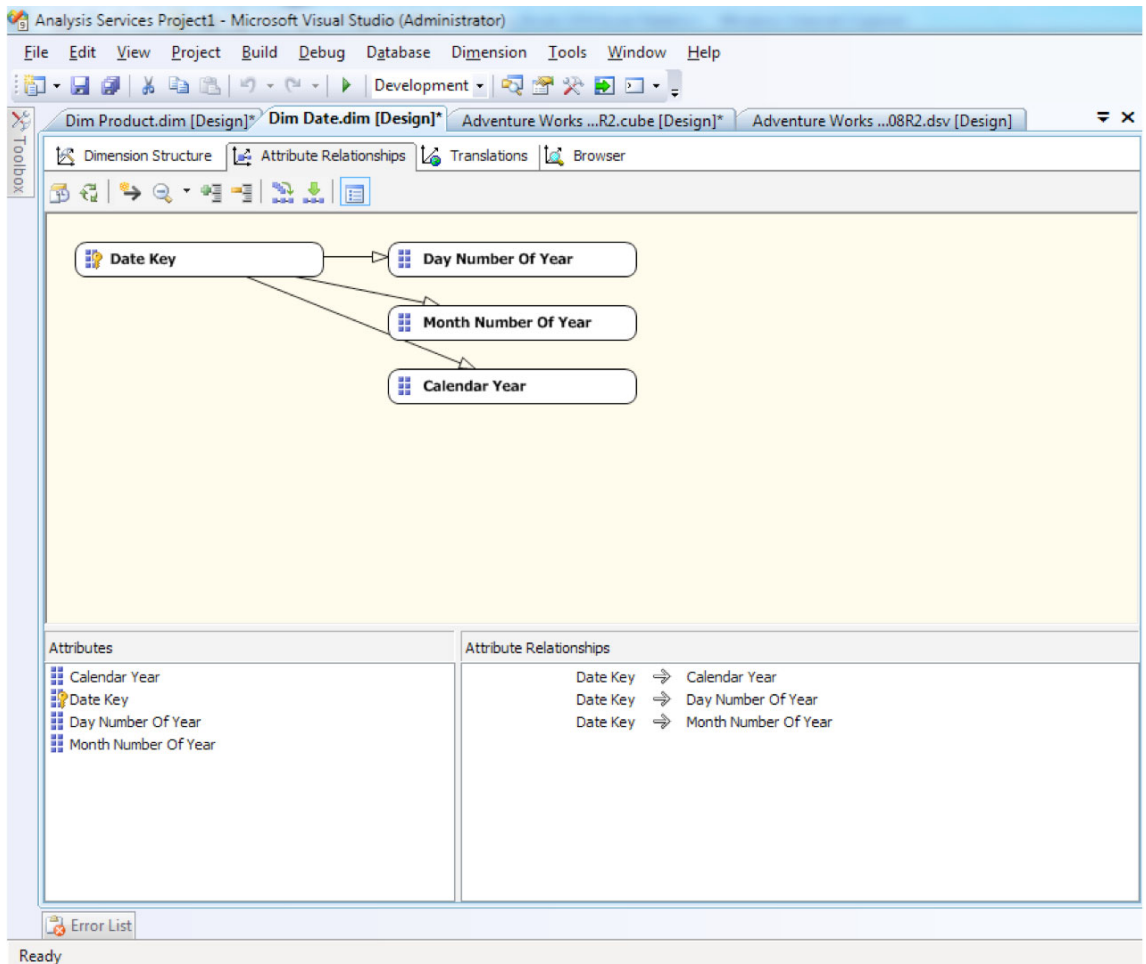 Analysis Services Project1 - Microsoft Visual Studio (Administrator)
File Edit View Project Build Debug Database Dimension Tools Window Help
Development
Toolbox
Dim Product.dim [Design]* Dim Date.dim [Design]* Adventure Works ...R2.cube [Design]* Adventure Works ...08R2.dsv [Design]
Dimension Structure Attribute Relationships Translations Browser
Date Key Day Number Of Year
Month Number Of Year
Calendar Year
Attributes Attribute Relationships
Calendar Year Date Key ⇒ Calendar Year
Date Key Date Key ⇒ Day Number Of Year
Day Number Of Year Date Key ⇒ Month Number Of Year
Month Number Of Year
Error List
Ready